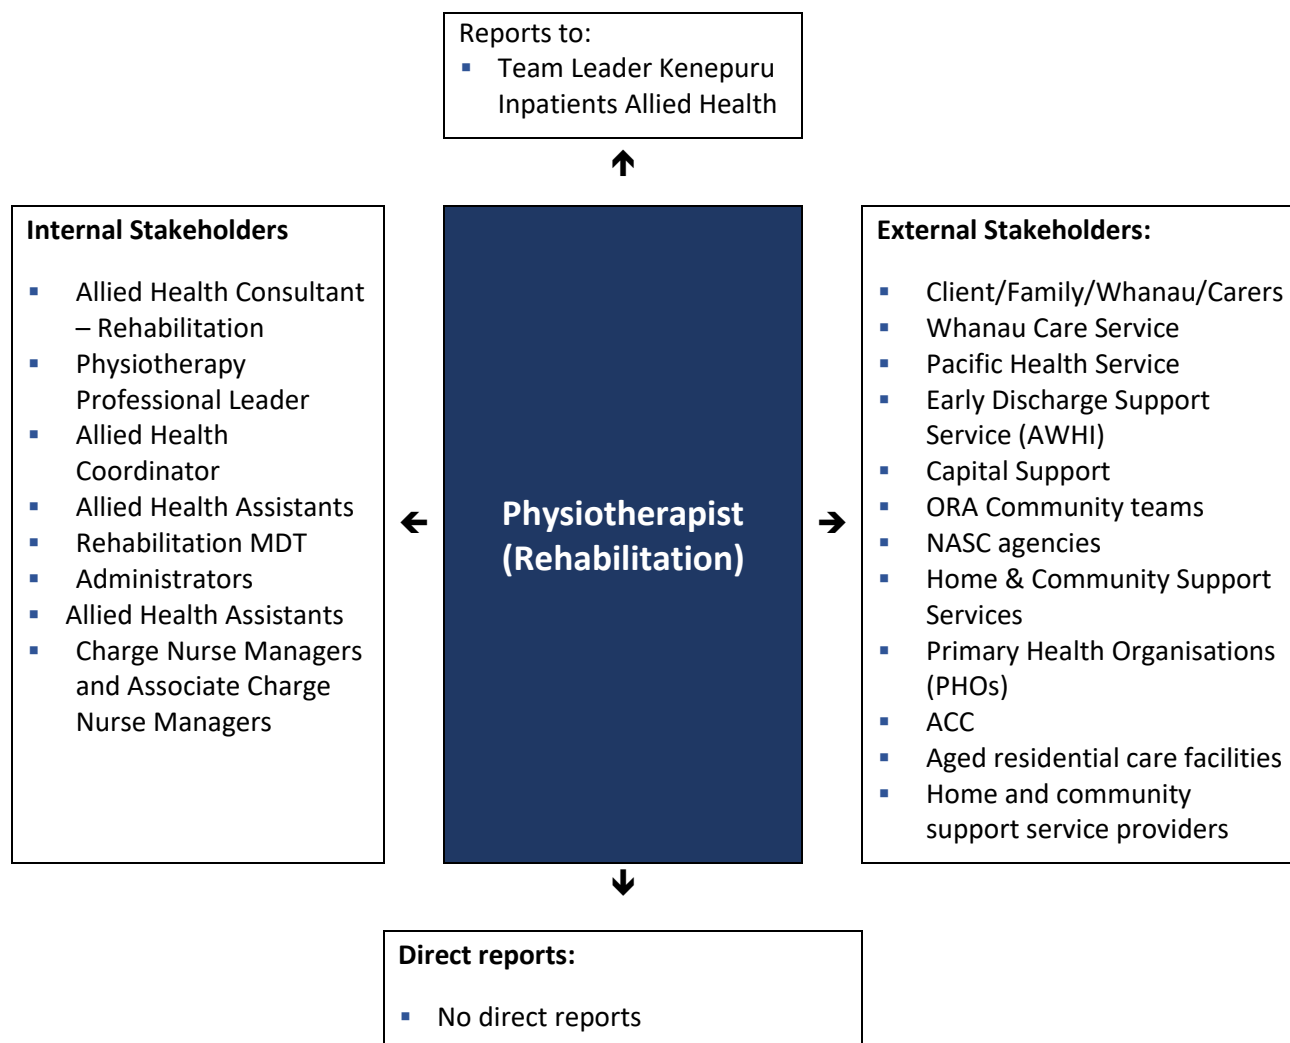 Reports to:
▪ Team Leader Kenepuru
Inpatients Allied Health
Internal Stakeholders
▪ Allied Health Consultant
– Rehabilitation
▪ Physiotherapy
Professional Leader
▪ Allied Health
Coordinator
▪ Allied Health Assistants
▪ Rehabilitation MDT
▪ Administrators
▪ Allied Health Assistants
▪ Charge Nurse Managers
and Associate Charge
Nurse Managers
Physiotherapist
(Rehabilitation)
External Stakeholders:
▪ Client/Family/Whanau/Carers
▪ Whanau Care Service
▪ Pacific Health Service
▪ Early Discharge Support
Service (AWHI)
▪ Capital Support
▪ ORA Community teams
▪ NASC agencies
▪ Home & Community Support
Services
▪ Primary Health Organisations
(PHOs)
▪ ACC
▪ Aged residential care facilities
▪ Home and community
support service providers
Direct reports:
▪ No direct reports